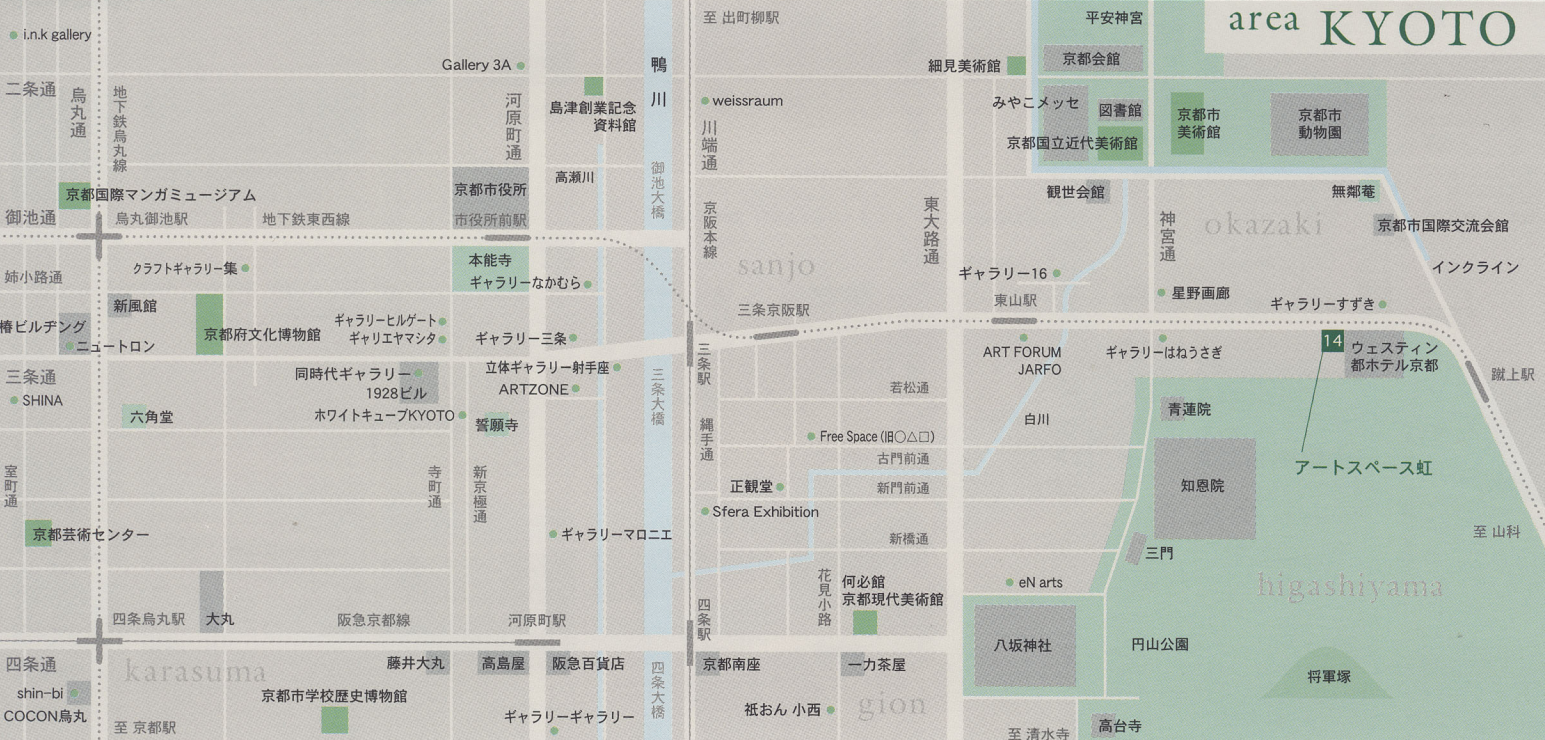 area KYOTO
至 出町柳駅
平安神宮
i.n.k gallery
Gallery 3A
鴨川
細見美術館
京都会館
二条通
烏丸通
地下鉄烏丸線
河原町通
島津創業記念
資料館
weissraum
川端通
みやこメッセ
図書館
京都国立近代美術館
京都市
美術館
京都市
動物園
京都国際マンガミュージアム
京都市役所
高瀬川
御池大橋
観世会館
無鄰菴
御池通
烏丸御池駅
地下鉄東西線
市役所前駅
京阪本線
東大路通
神宮通
okazaki
京都市国際交流会館
姉小路通
クラフトギャラリー集
本能寺
ギャラリーなかむら
sanjo
ギャラリー16
インクライン
新風館
三条京阪駅
東山駅
星野画廊
ギャラリーすずき
椿ビルヂング
ニュートロン
京都府文化博物館
ギャラリーヒルゲート
ギャリエヤマシタ
ギャラリー三条
三条駅
ART FORUM
JARFO
ギャラリーはねうさぎ
14
ウェスティン
都ホテル京都
三条通
同時代ギャラリー
1928ビル
立体ギャラリー射手座
ARTZONE
三条大橋
若松通
蹴上駅
SHINA
六角堂
ホワイトキューブKYOTO
誓願寺
縄手通
白川
青蓮院
Free Space (旧○△□)
古門前通
アートスペース虹
室町通
寺町通
新京極通
正観堂
新門前通
知恩院
Sfera Exhibition
京都芸術センター
ギャラリーマロニエ
新橋通
三門
至 山科
花見小路
何必館
京都現代美術館
eN arts
higashiyama
四条烏丸駅
大丸
阪急京都線
河原町駅
四条駅
八坂神社
円山公園
四条通
karasuma
藤井大丸
高島屋
阪急百貨店
四条大橋
京都南座
一力茶屋
将軍塚
shin-bi
COCON烏丸
京都市学校歴史博物館
至 京都駅
ギャラリーギャラリー
祇おん 小西
gion
至 清水寺
高台寺